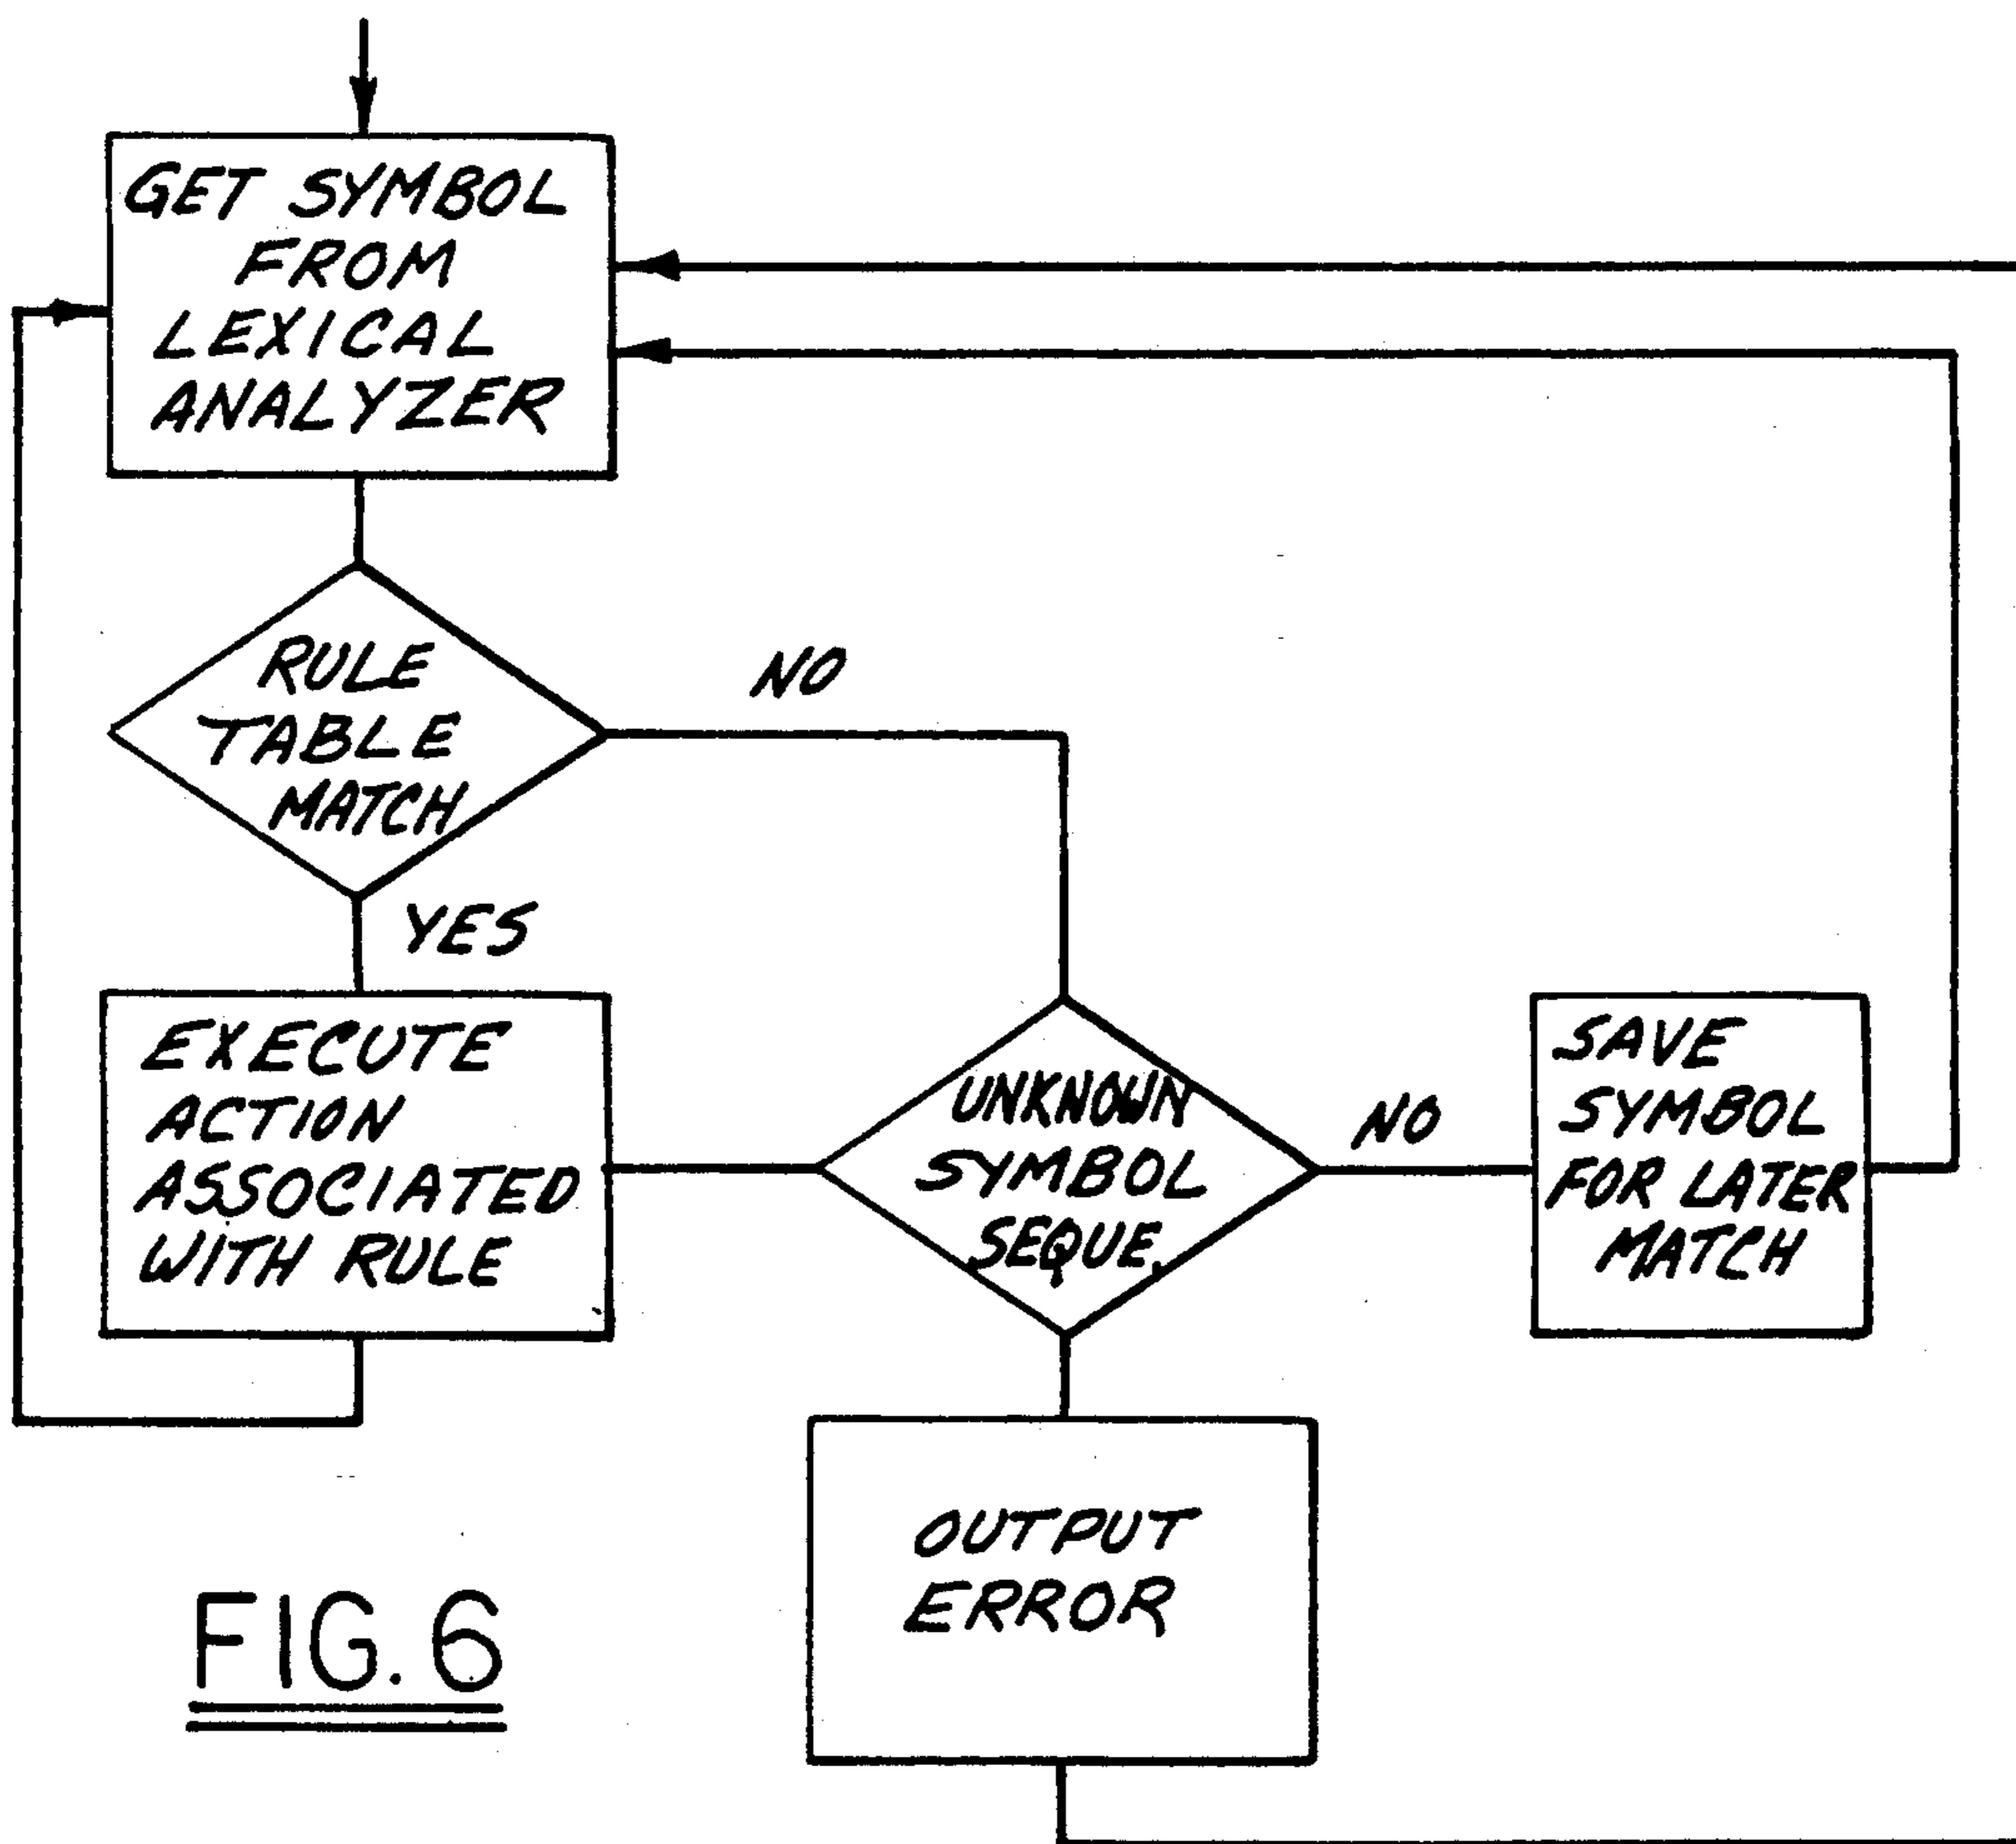 GET SYMBOL
FROM
LEXICAL
ANALYZER
RULE
TABLE
MATCH
NO
YES
EXECUTE
ACTION
ASSOCIATED
WITH RULE
UNKNOWN
SYMBOL
SEQUE.
NO
SAVE
SYMBOL
FOR LATER
MATCH
OUTPUT
ERROR
FIG. 6